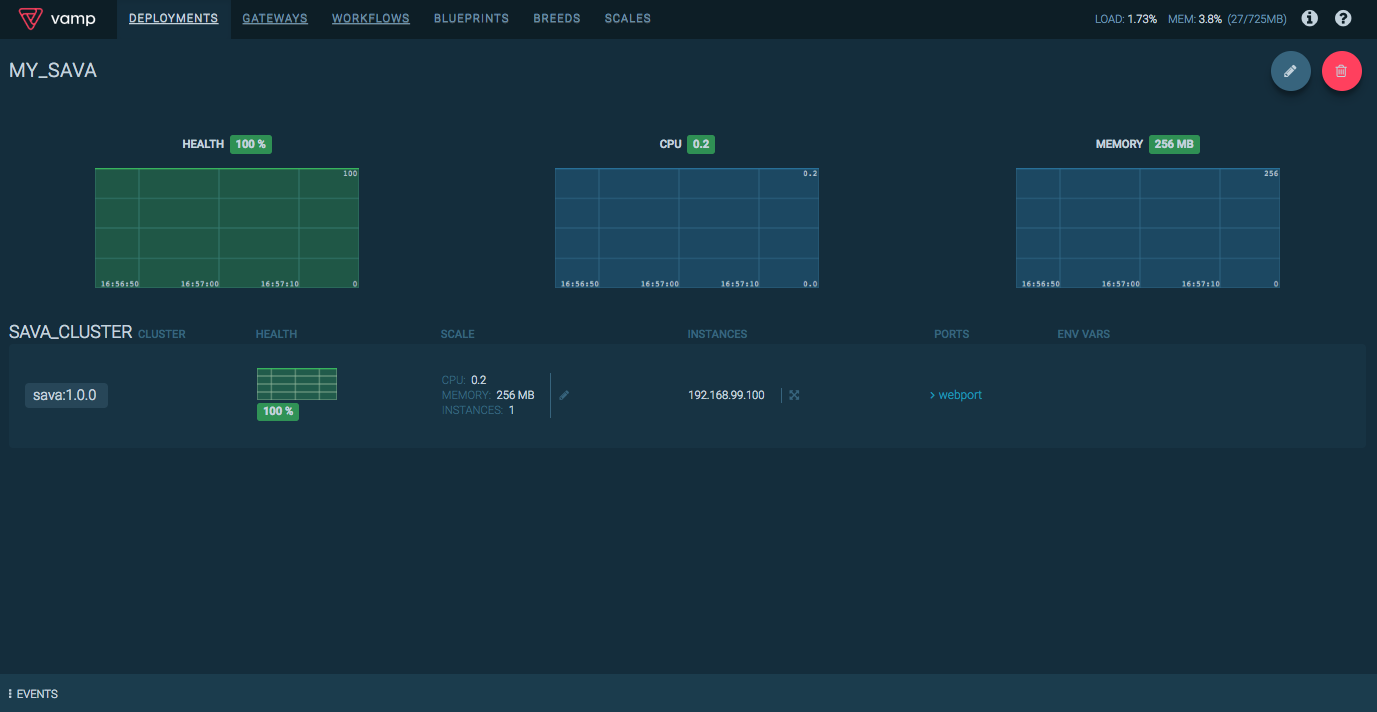 vamp DEPLOYMENTS GATEWAYS WORKFLOWS BLUEPRINTS BREEDS SCALES LOAD: 1.73% MEM: 3.8% (27/725MB)
MY_SAVA
HEALTH 100 % CPU 0.2 MEMORY 256 MB
100 0.2 256
16:56:50 16:57:00 16:57:10 0 16:56:50 16:57:00 16:57:10 0.0 16:56:50 16:57:00 16:57:10 0
SAVA_CLUSTER CLUSTER HEALTH SCALE INSTANCES PORTS ENV VARS
CPU: 0.2
sava:1.0.0 MEMORY: 256 MB 192.168.99.100 > webport
100 % INSTANCES: 1
EVENTS